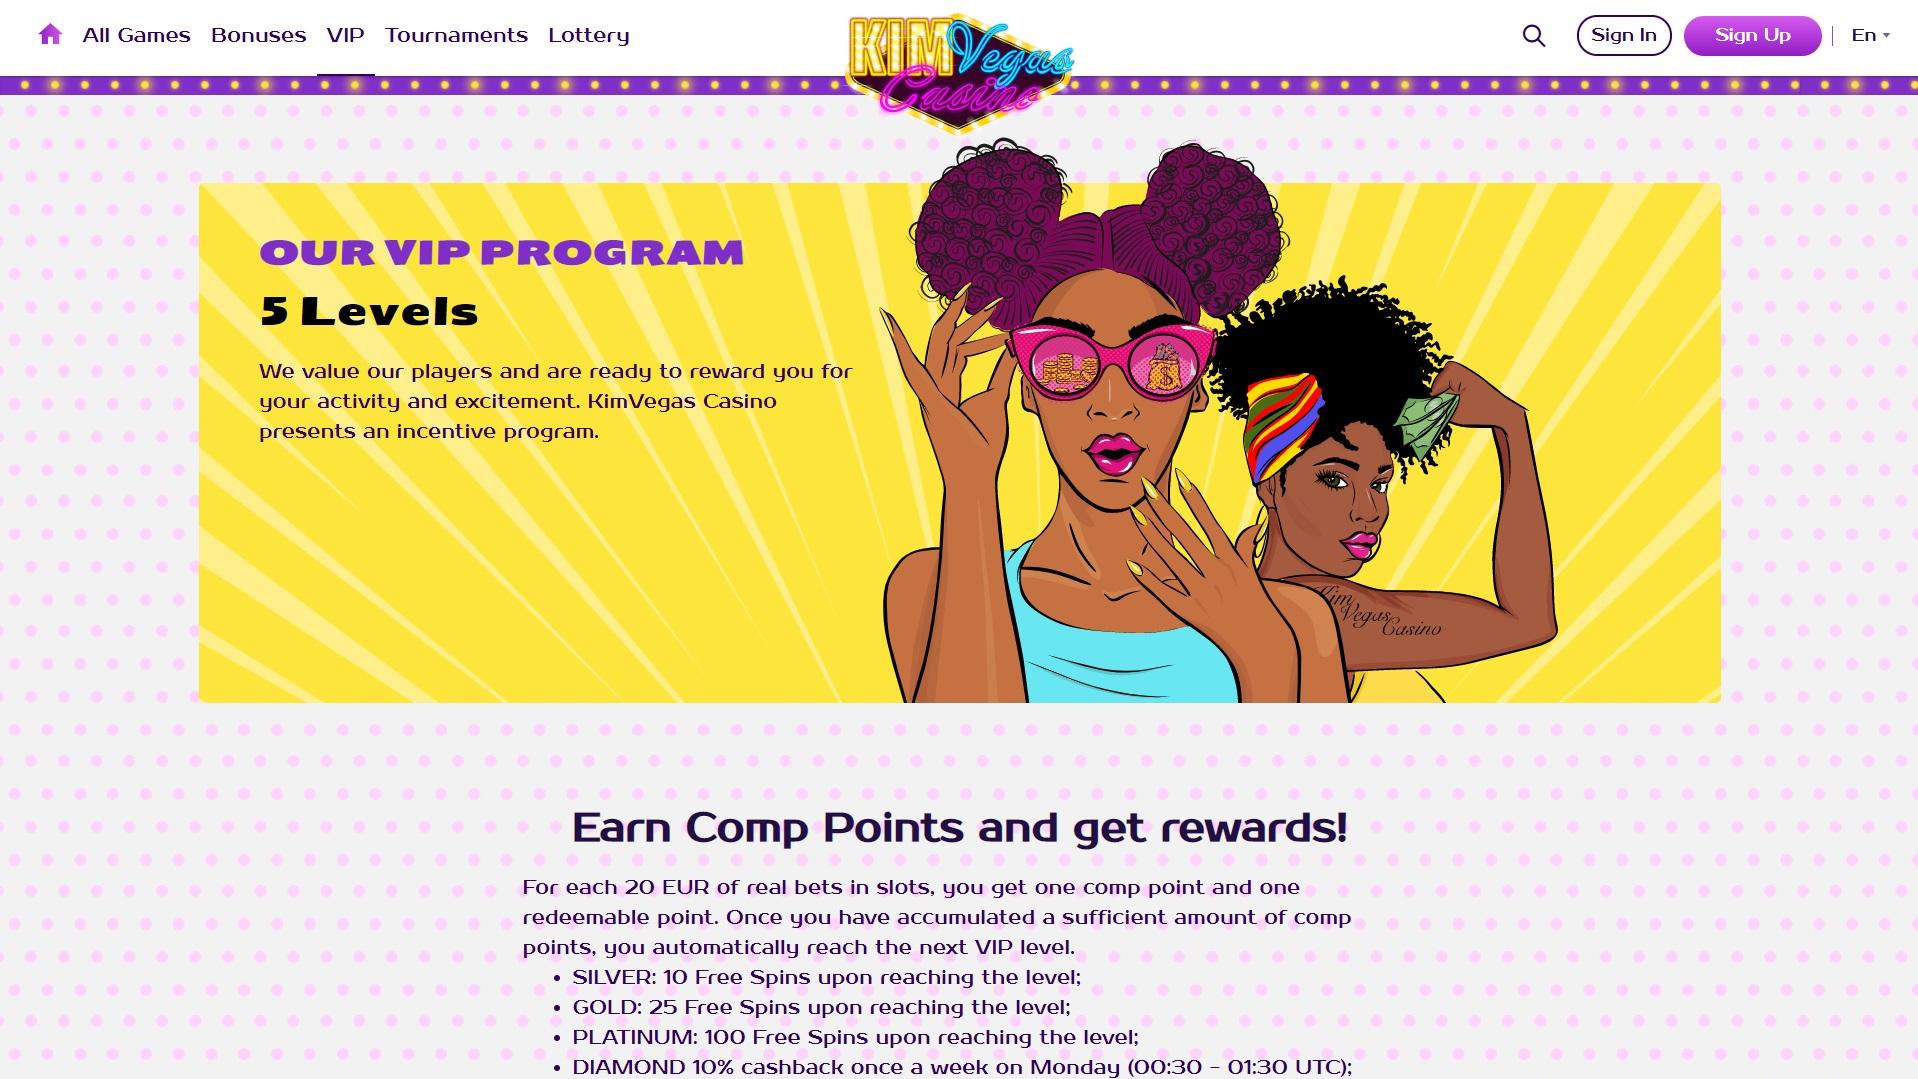 All Games Bonuses VIP Tournaments Lottery
KIM Vegas Casino
Sign In Sign Up En
OUR VIP PROGRAM
5 Levels
We value our players and are ready to reward you for
your activity and excitement. KimVegas Casino
presents an incentive program.
$
Kim
Vegas
Casino
Earn Comp Points and get rewards!
For each 20 EUR of real bets in slots, you get one comp point and one
redeemable point. Once you have accumulated a sufficient amount of comp
points, you automatically reach the next VIP level.
• SILVER: 10 Free Spins upon reaching the level;
• GOLD: 25 Free Spins upon reaching the level;
• PLATINUM: 100 Free Spins upon reaching the level;
• DIAMOND 10% cashback once a week on Monday (00:30 - 01:30 UTC);